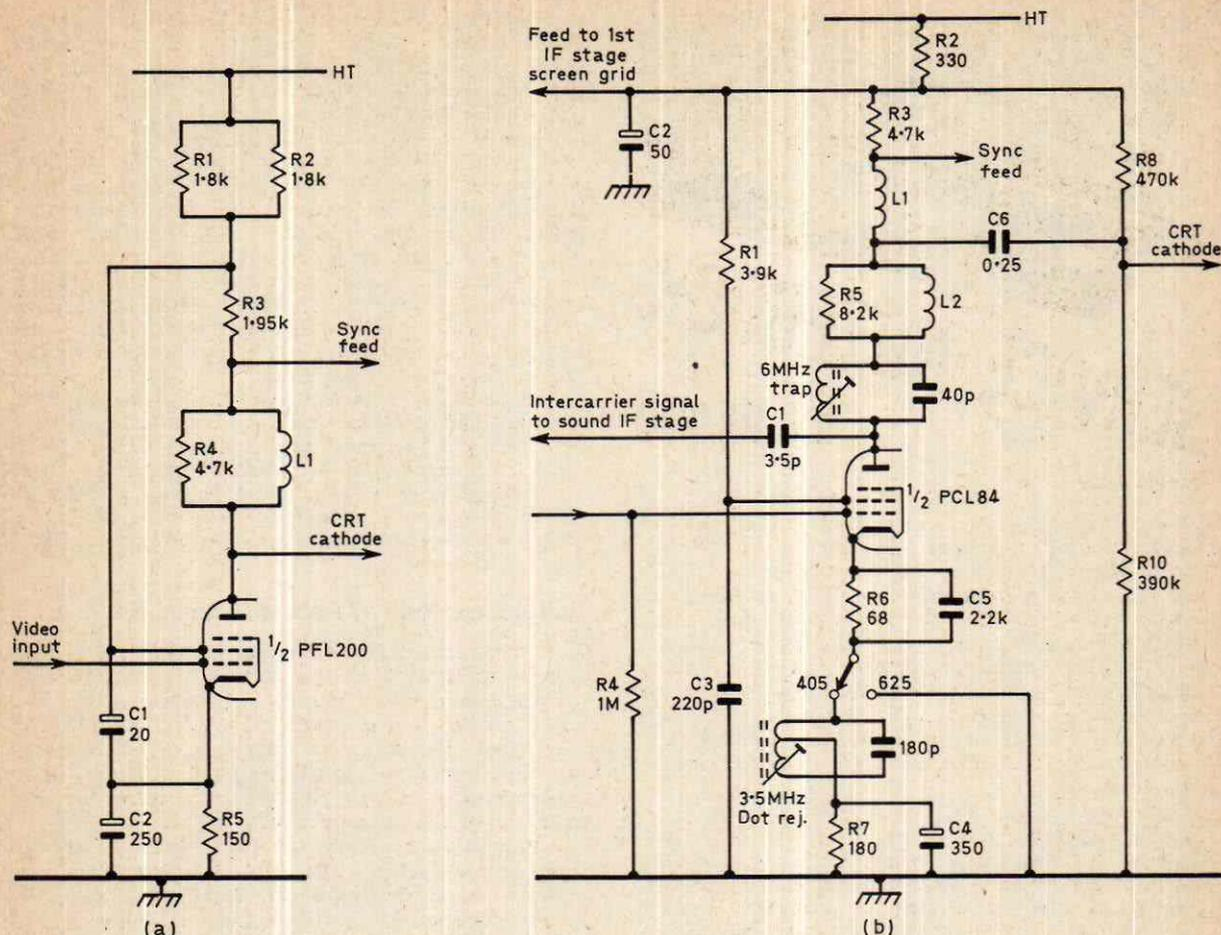 HT
R1
1·8k
R2
1·8k
R3
1·95k
Sync
feed
R4
4·7k
L1
CRT
cathode
Video
input
½ PFL200
C1
20
C2
250
R5
150
(a)
HT
Feed to 1st
IF stage
screen grid
R2
330
C2
50
R3
4·7k
Sync
feed
R8
470k
L1
C6
0·25
CRT
cathode
R1
3·9k
R5
8·2k
L2
6MHz
trap
40p
Intercarrier signal
to sound IF stage
C1
3·5p
½ PCL84
R10
390k
R6
68
C5
2·2k
R4
1M
C3
220p
405
625
180p
3·5MHz
Dot rej.
R7
180
C4
350
(b)